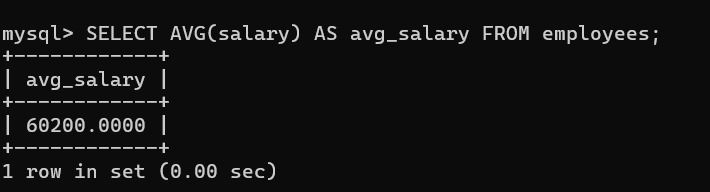 mysql> SELECT AVG(salary) AS avg_salary FROM employees;
+------------+
| avg_salary |
+------------+
| 60200.0000 |
+------------+
1 row in set (0.00 sec)